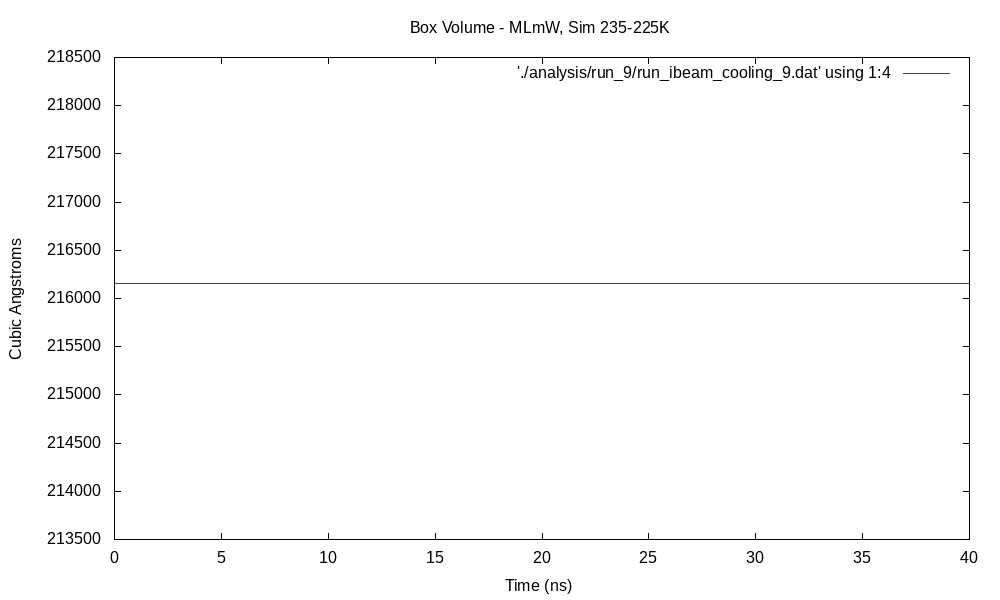 Box Volume - MLmW, Sim 235-225K
'./analysis/run_9/run_ibeam_cooling_9.dat' using 1:4
218500
218000
217500
217000
216500
216000
215500
215000
214500
214000
213500
Cubic Angstroms
0 5 10 15 20 25 30 35 40
Time (ns)